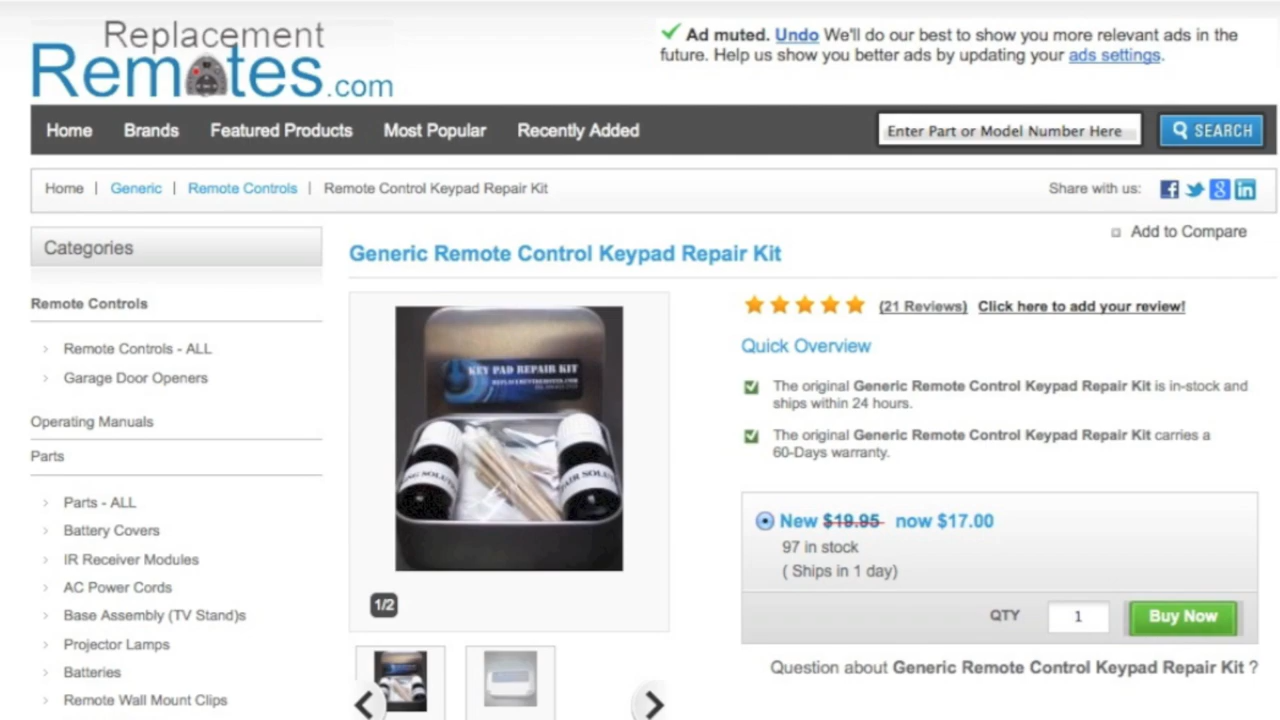 Replacement
Remotes.com
Ad muted. Undo We'll do our best to show you more relevant ads in the
future. Help us show you better ads by updating your ads settings.
Home Brands Featured Products Most Popular Recently Added
Enter Part or Model Number Here
SEARCH
Home | Generic | Remote Controls | Remote Control Keypad Repair Kit
Share with us:
Add to Compare
Categories
Remote Controls
Remote Controls - ALL
Garage Door Openers
Operating Manuals
Parts
Parts - ALL
Battery Covers
IR Receiver Modules
AC Power Cords
Base Assembly (TV Stand)s
Projector Lamps
Batteries
Remote Wall Mount Clips
Generic Remote Control Keypad Repair Kit
KEY PAD REPAIR KIT
REPLACEMENTREMOTES.COM
1/2
(21 Reviews) Click here to add your review!
Quick Overview
The original Generic Remote Control Keypad Repair Kit is in-stock and
ships within 24 hours.
The original Generic Remote Control Keypad Repair Kit carries a
60-Days warranty.
New $19.95 now $17.00
97 in stock
( Ships in 1 day)
QTY 1 Buy Now
Question about Generic Remote Control Keypad Repair Kit ?